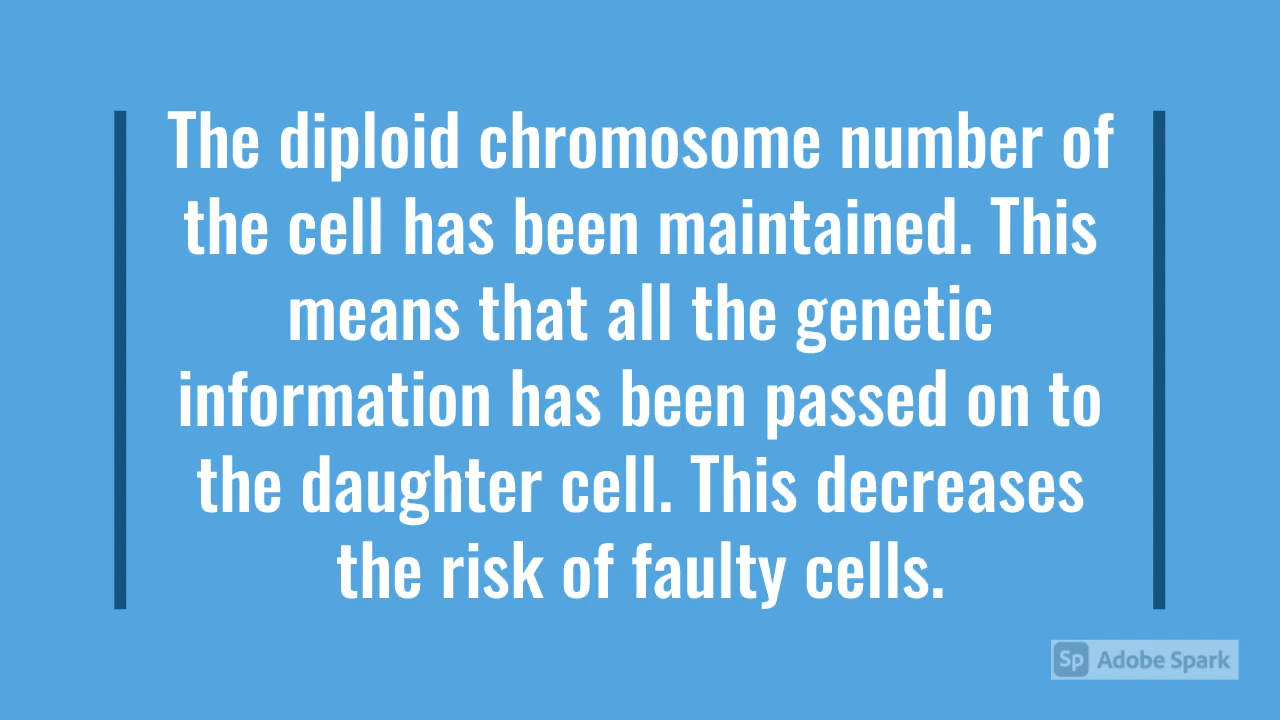 The diploid chromosome number of
the cell has been maintained. This
means that all the genetic
information has been passed on to
the daughter cell. This decreases
the risk of faulty cells.
Sp Adobe Spark